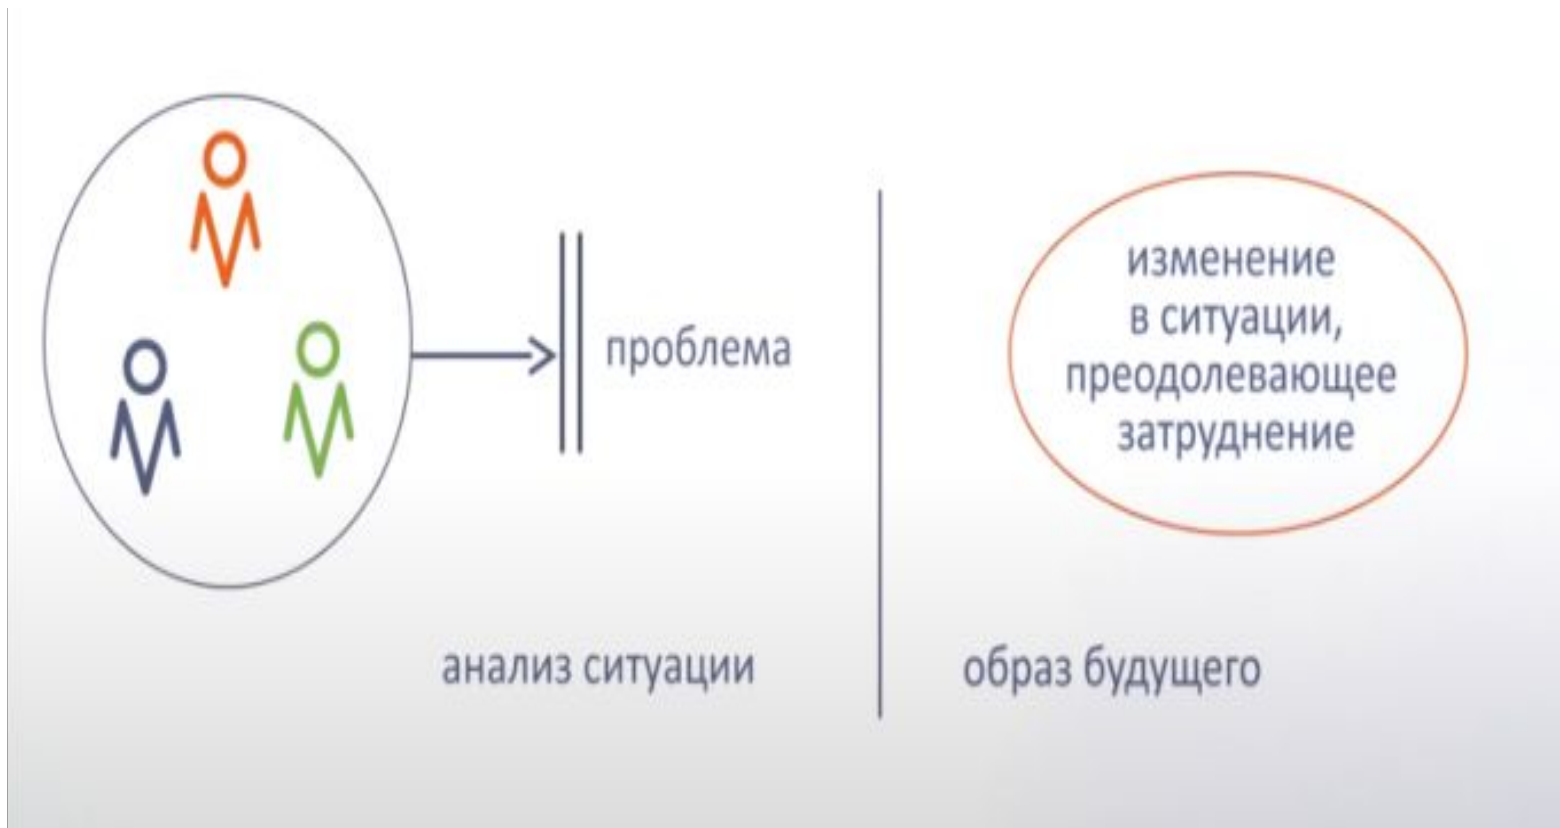 проблема
изменение
в ситуации,
преодолевающее
затруднение
анализ ситуации
образ будущего